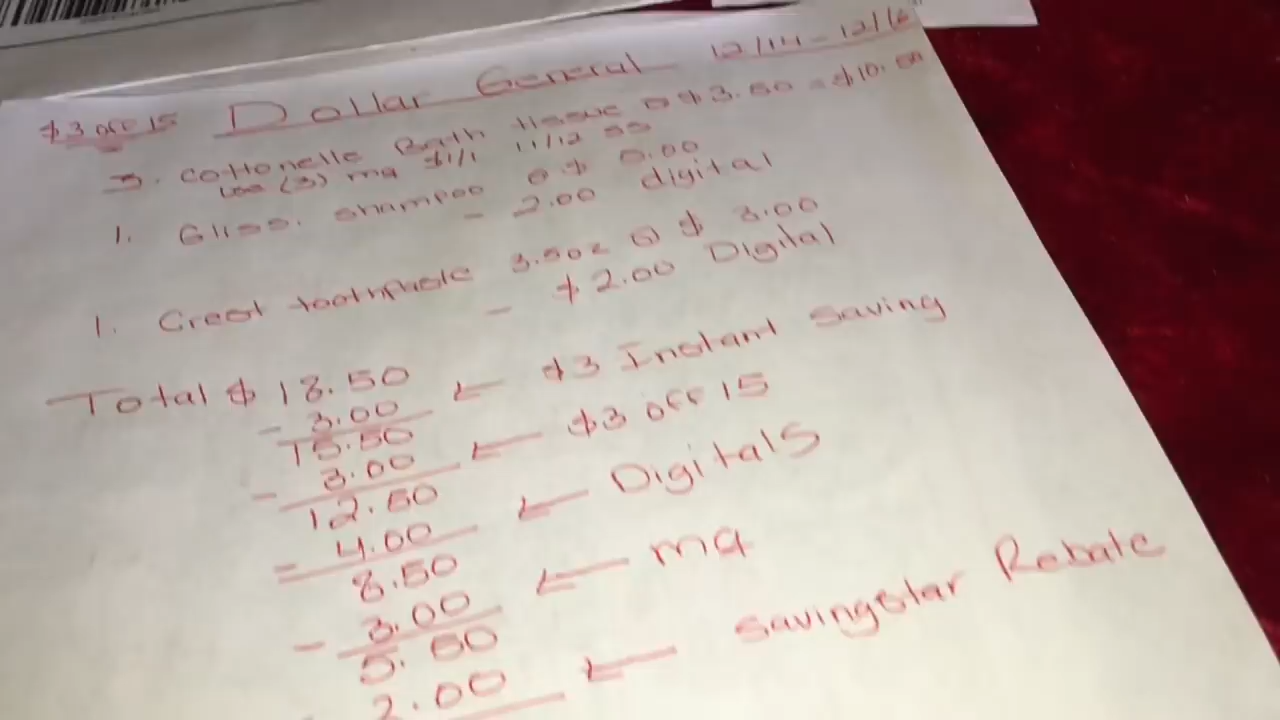 $3 off 15 Dollar General 12/14 - 12/16
3. Cottonelle Bath tissue @ $3.50 = $10.50
use (3) mq $1/1 11/12 SS
1. Gliss. shampoo @ $ 5.00
- 2.00 digital
1. Crest toothpaste 3.5oz @ $ 3.00
- $2.00 Digital
Total $ 18.50
- 3.00 ← $3 Instant saving
15.50
- 3.00 ← $3 off 15
12.50
- 4.00 ← Digitals
8.50
- 3.00 ← mq
5.50
- 2.00 ← savingstar Rebate